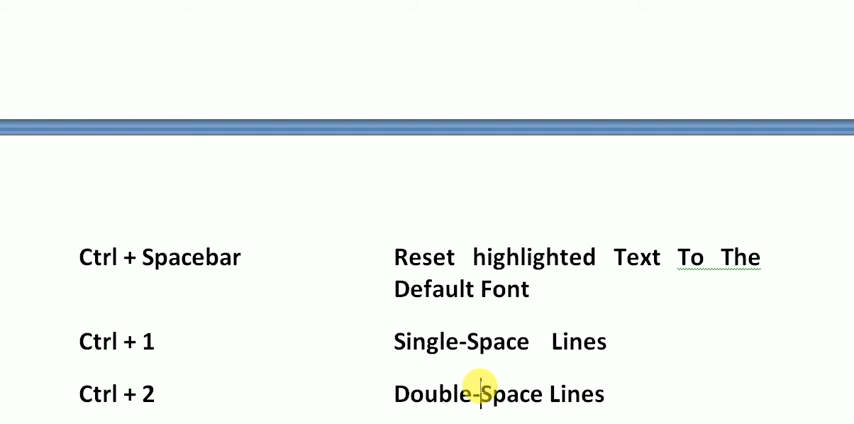 Ctrl + Spacebar Reset highlighted Text To The
Default Font
Ctrl + 1 Single-Space Lines
Ctrl + 2 Double-Space Lines